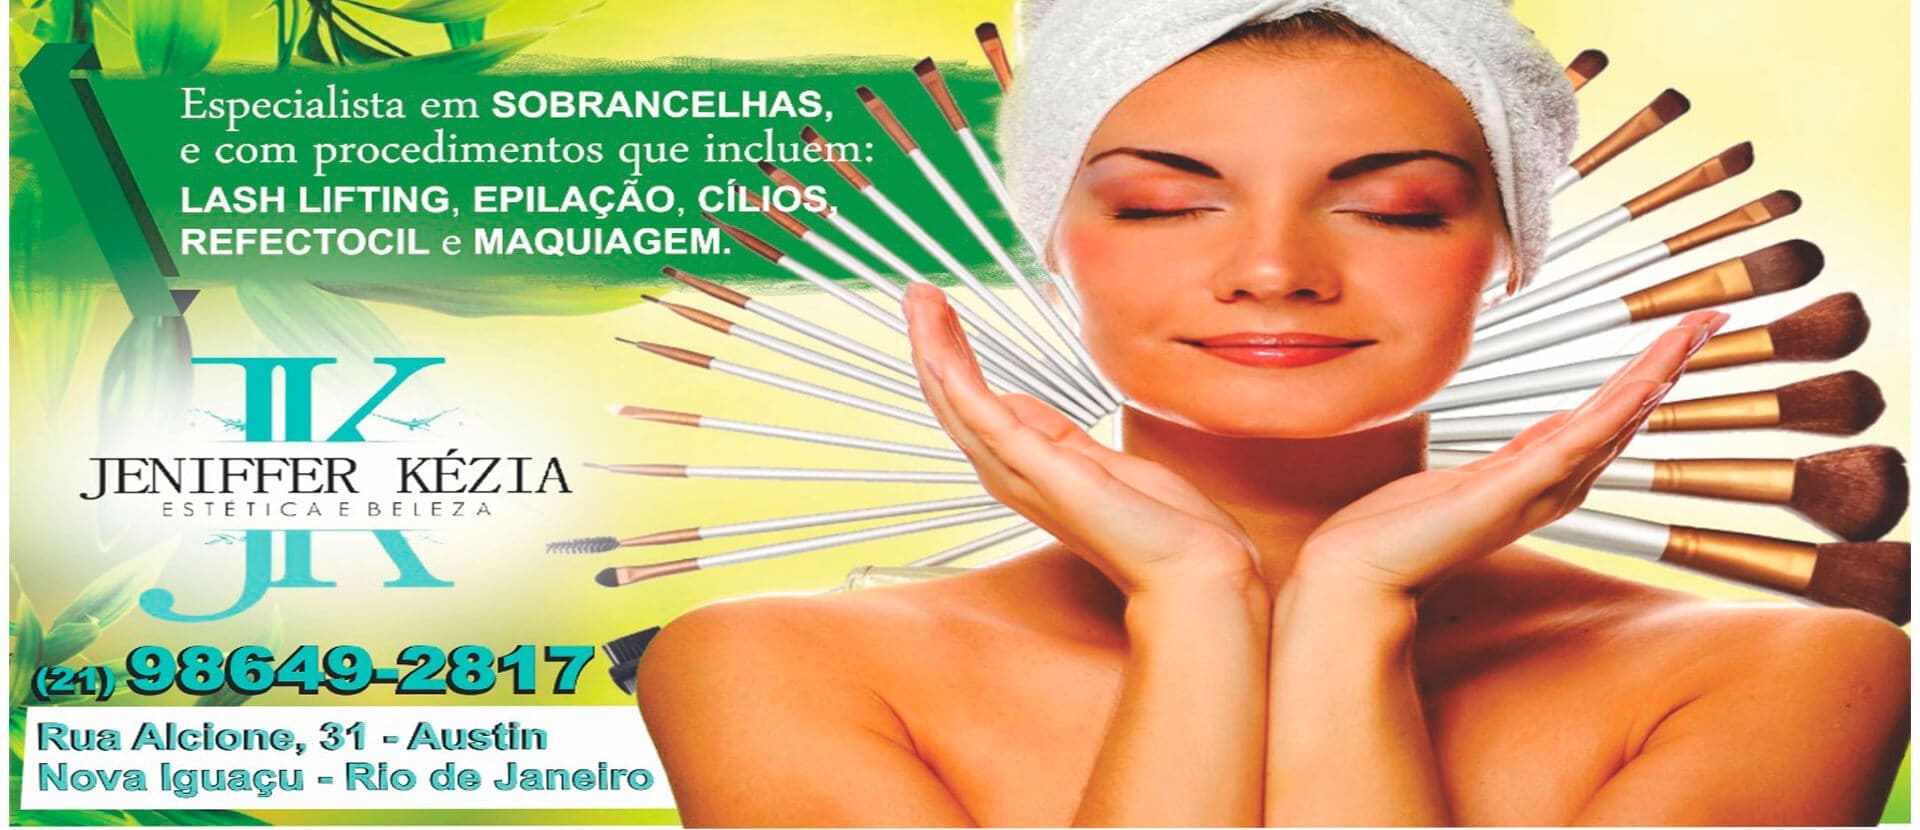 Especialista em SOBRANCELHAS,
e com procedimentos que incluem:
LASH LIFTING, EPILAÇÃO, CÍLIOS,
REFECTOCIL e MAQUIAGEM.
JK
JENIFFER KÉZIA
ESTÉTICA E BELEZA
(21) 98649-2817
Rua Alcione, 31 - Austin
Nova Iguaçu - Rio de Janeiro